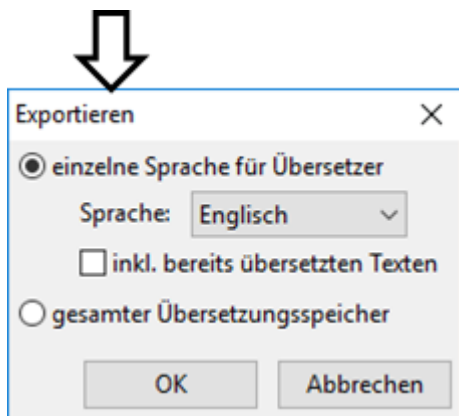 Exportieren
einzelne Sprache für Übersetzer
Sprache: Englisch
inkl. bereits übersetzten Texten
gesamter Übersetzungsspeicher
OK Abbrechen